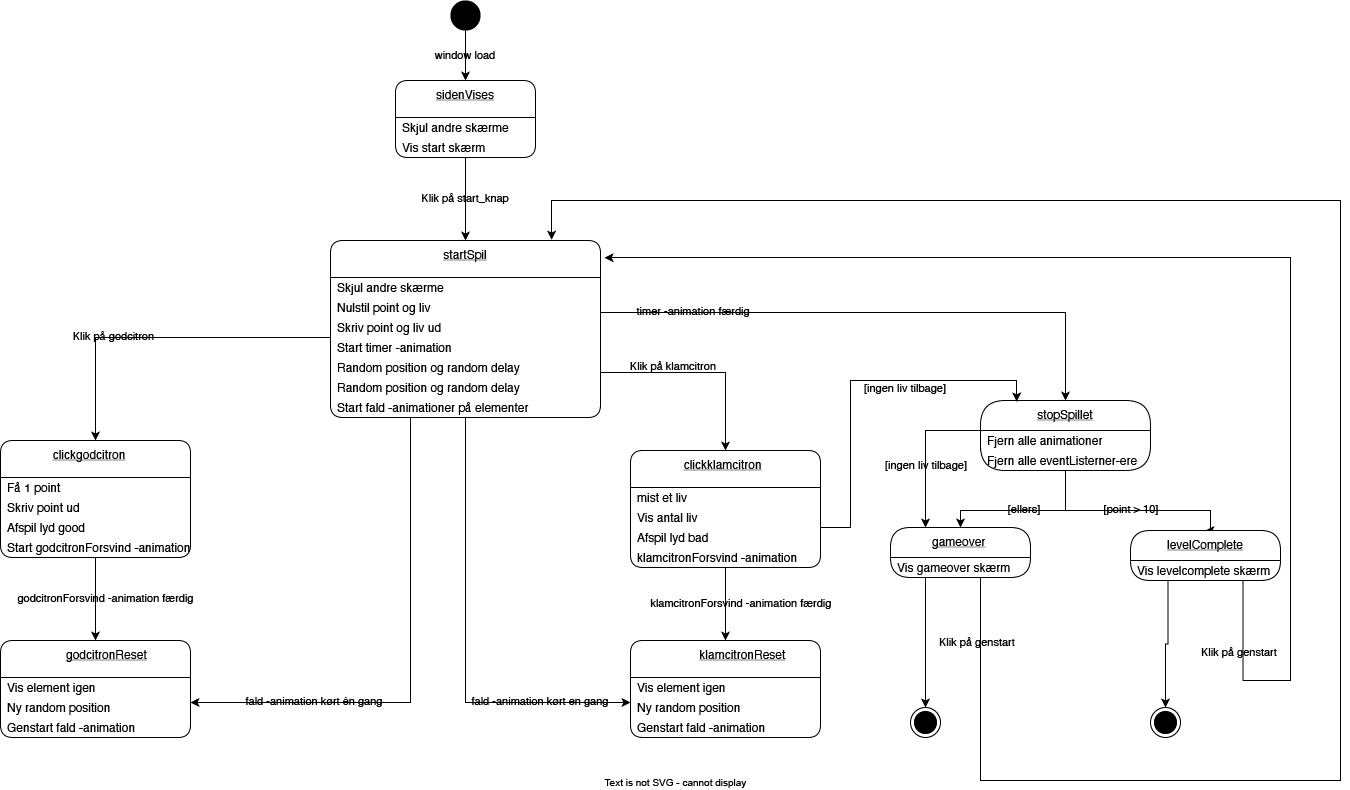 window load
sidenVises
Skjul andre skærme
Vis start skærm
Klik på start_knap
startSpil
Skjul andre skærme
Nulstil point og liv
Skriv point og liv ud
Start timer -animation
Random position og random delay
Random position og random delay
Start fald -animationer på elementer
timer -animation færdig
Klik på godcitron
Klik på klamcitron
[ingen liv tilbage]
stopSpillet
Fjern alle animationer
Fjern alle eventListerner-ere
clickgodcitron
Få 1 point
Skriv point ud
Afspil lyd good
Start godcitronForsvind -animation
clickklamcitron
mist et liv
Vis antal liv
Afspil lyd bad
klamcitronForsvind -animation
[ingen liv tilbage]
[ellers]
[point > 10]
gameover
Vis gameover skærm
levelComplete
Vis levelcomplete skærm
godcitronForsvind -animation færdig
klamcitronForsvind -animation færdig
Klik på genstart
Klik på genstart
godcitronReset
Vis element igen
Ny random position
Genstart fald -animation
fald -animation kørt én gang
fald -animation kørt en gang
klamcitronReset
Vis element igen
Ny random position
Genstart fald -animation
Text is not SVG - cannot display